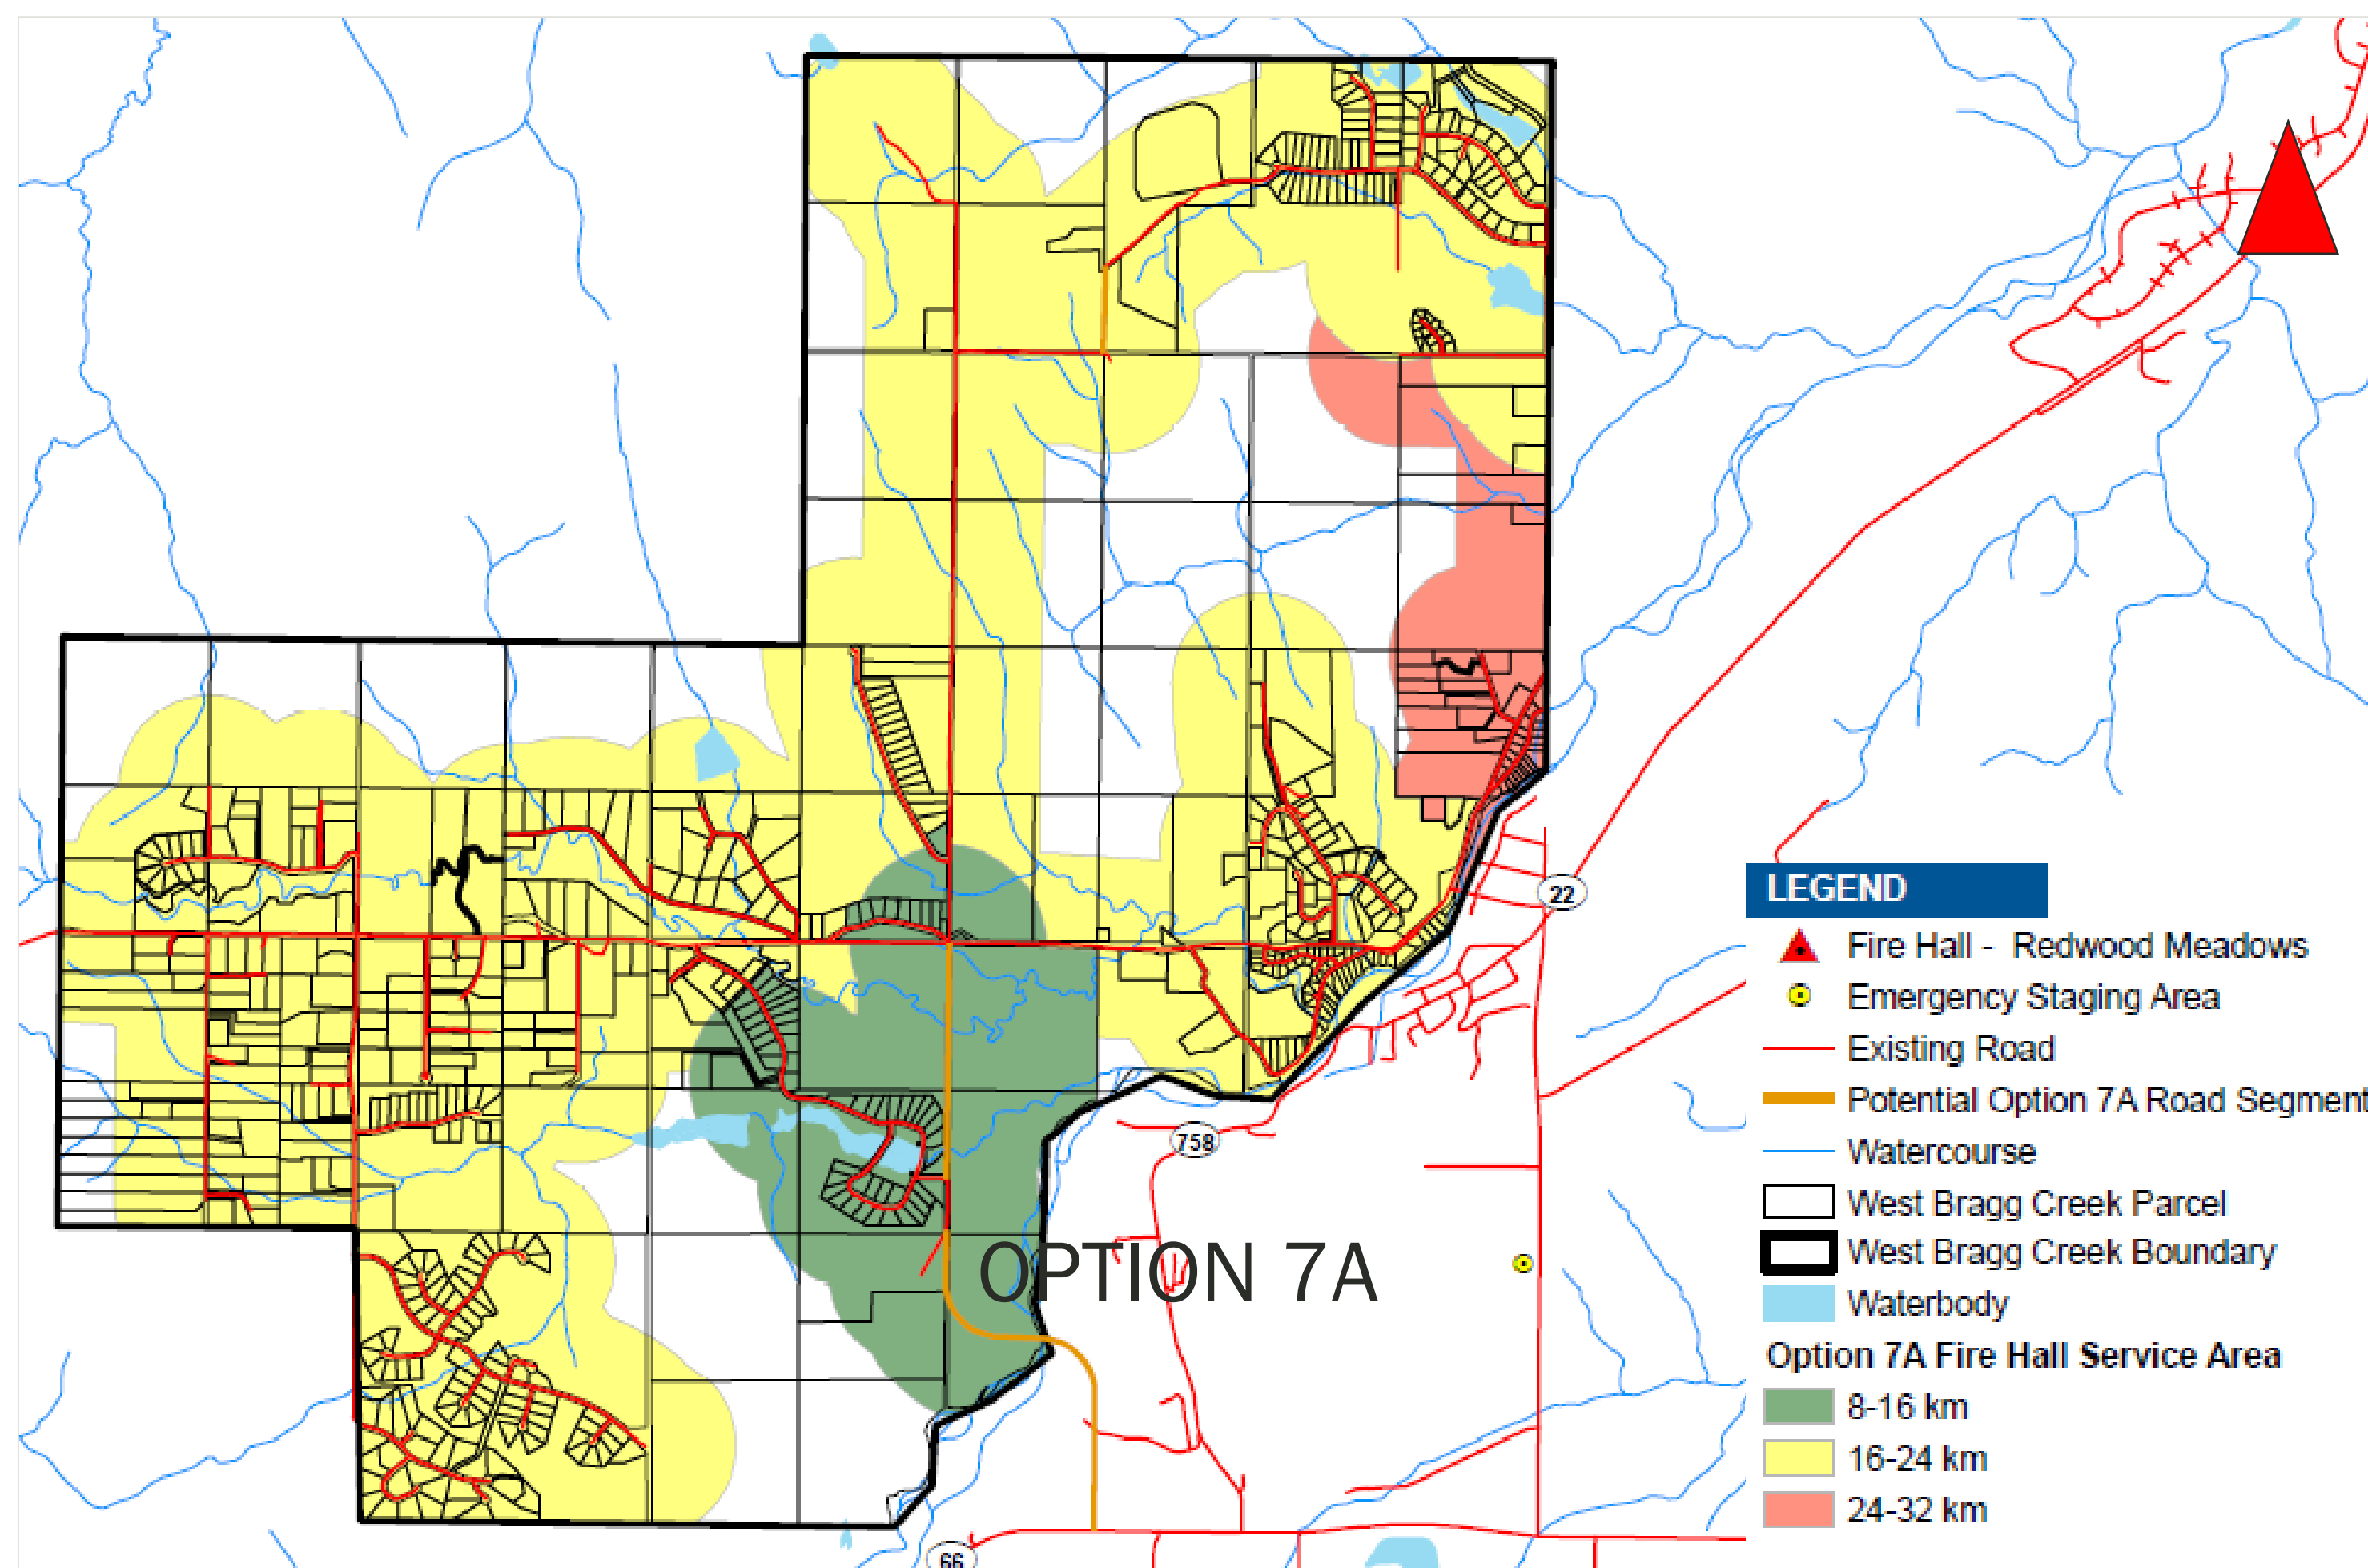 22
LEGEND
Fire Hall - Redwood Meadows
Emergency Staging Area
Existing Road
Potential Option 7A Road Segment
758
Watercourse
West Bragg Creek Parcel
OPTION 7A
West Bragg Creek Boundary
Waterbody
Option 7A Fire Hall Service Area
8-16 km
16-24 km
24-32 km
66